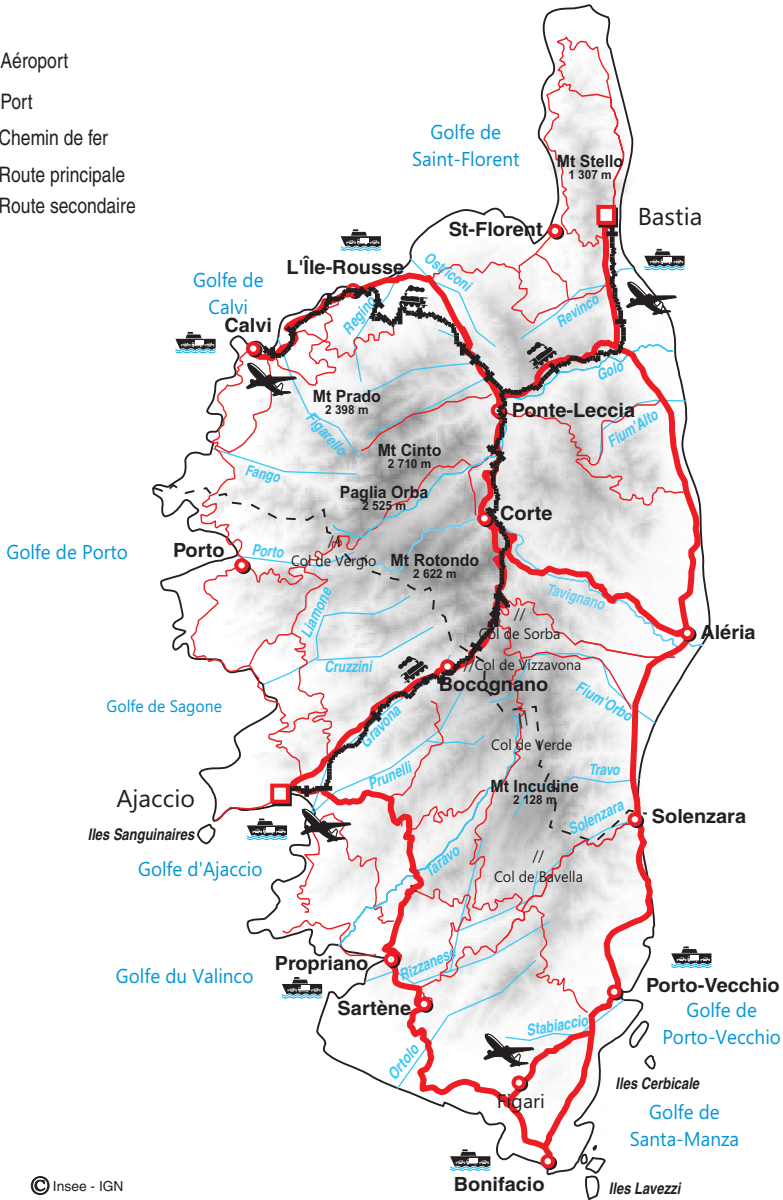 Aéroport
Port
Chemin de fer
Route principale
Route secondaire
Golfe de
Saint-Florent
Mt Stello
1 307 m
St-Florent
Bastia
L'Île-Rousse
Ostriconi
Golfe de
Calvi
Regino
Revinco
Calvi
Golo
Mt Prado
2 398 m
Ponte-Leccia
Figarello
Fium'Alto
Mt Cinto
2 710 m
Fango
Paglia Orba
2 525 m
Corte
Golfe de Porto
Porto
Porto
Col de Vergio
Mt Rotondo
2 622 m
Tavignano
Liamone
Col de Sorba
Aléria
Cruzzini
Col de Vizzavona
Bocognano
Fium'Orbo
Golfe de Sagone
Gravona
Col de Verde
Prunelli
Travo
Mt Incudine
2 128 m
Ajaccio
Solenzara
Solenzara
Iles Sanguinaires
Golfe d'Ajaccio
Taravo
Col de Bavella
Propriano
Rizzanese
Golfe du Valinco
Porto-Vecchio
Sartène
Golfe de
Porto-Vecchio
Stabiaccio
Ortolo
Iles Cerbicale
Figari
Golfe de
Santa-Manza
Bonifacio
Iles Lavezzi
© Insee - IGN